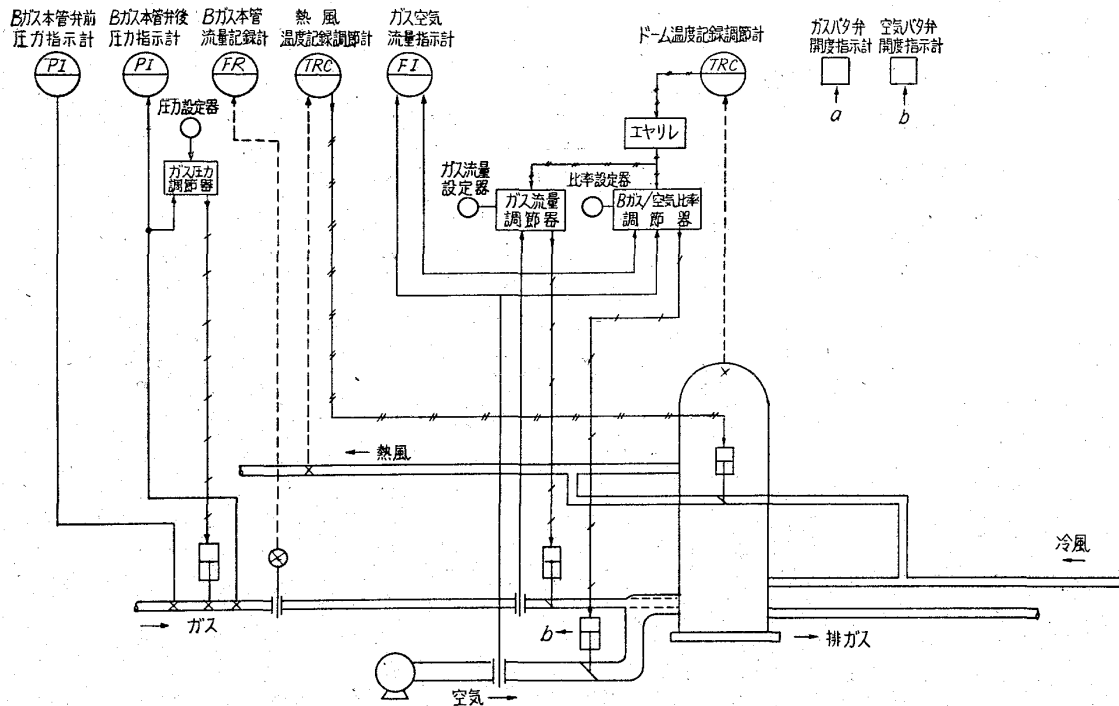 Bガス本管弁前
圧力指示計
PI
Bガス本管弁後
圧力指示計
PI
Bガス本管
流量記録計
FR
熱風
温度記録調節計
TRC
ガス空気
流量指示計
FI
ドーム温度記録調節計
TRC
ガスバタ弁
開度指示計
a
空気バタ弁
開度指示計
b
圧力設定器
ガス圧力
調節器
エヤリレ
ガス流量
設定器
ガス流量
調節器
比率設定器
Bガス/空気比率
調節器
熱風
冷風
ガス
b
排ガス
空気